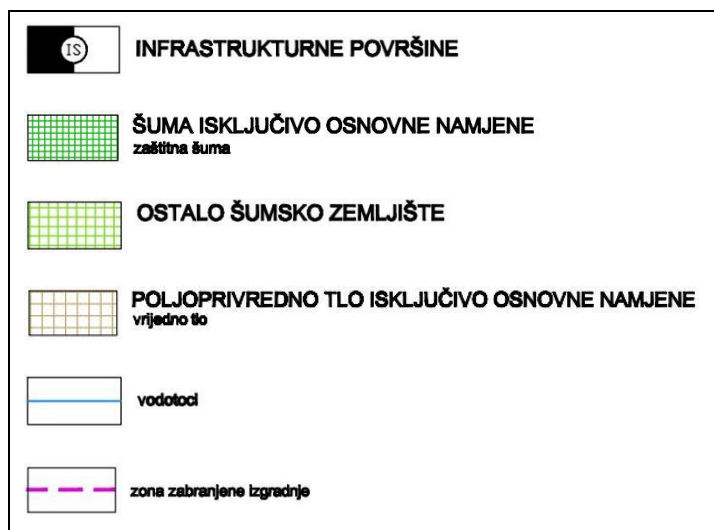 IS INFRASTRUKTURNE POVRŠINE
ŠUMA ISKLJUČIVO OSNOVNE NAMJENE
zaštitna šuma
OSTALO ŠUMSKO ZEMLJIŠTE
POLJOPRIVREDNO TLO ISKLJUČIVO OSNOVNE NAMJENE
vrijedno tlo
vodotoci
zona zabranjene izgradnje